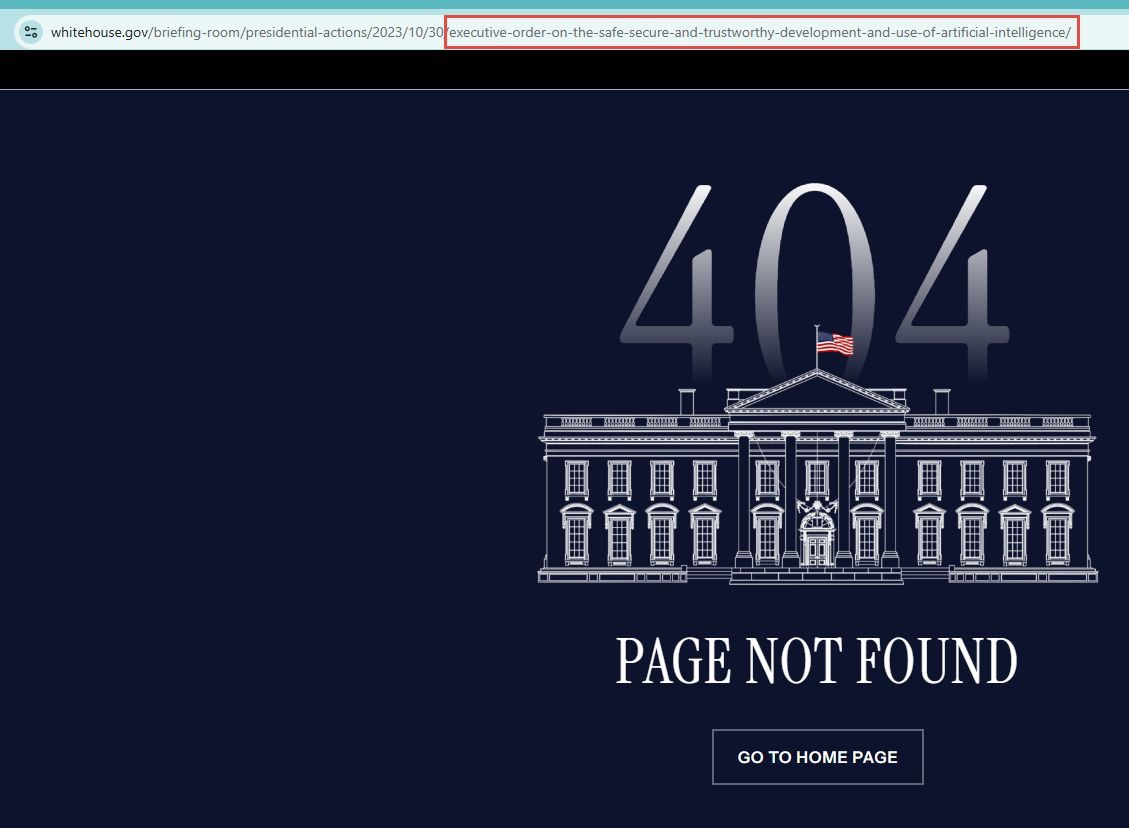 whitehouse.gov/briefing-room/presidential-actions/2023/10/30/executive-order-on-the-safe-secure-and-trustworthy-development-and-use-of-artificial-intelligence/
404
PAGE NOT FOUND
GO TO HOME PAGE